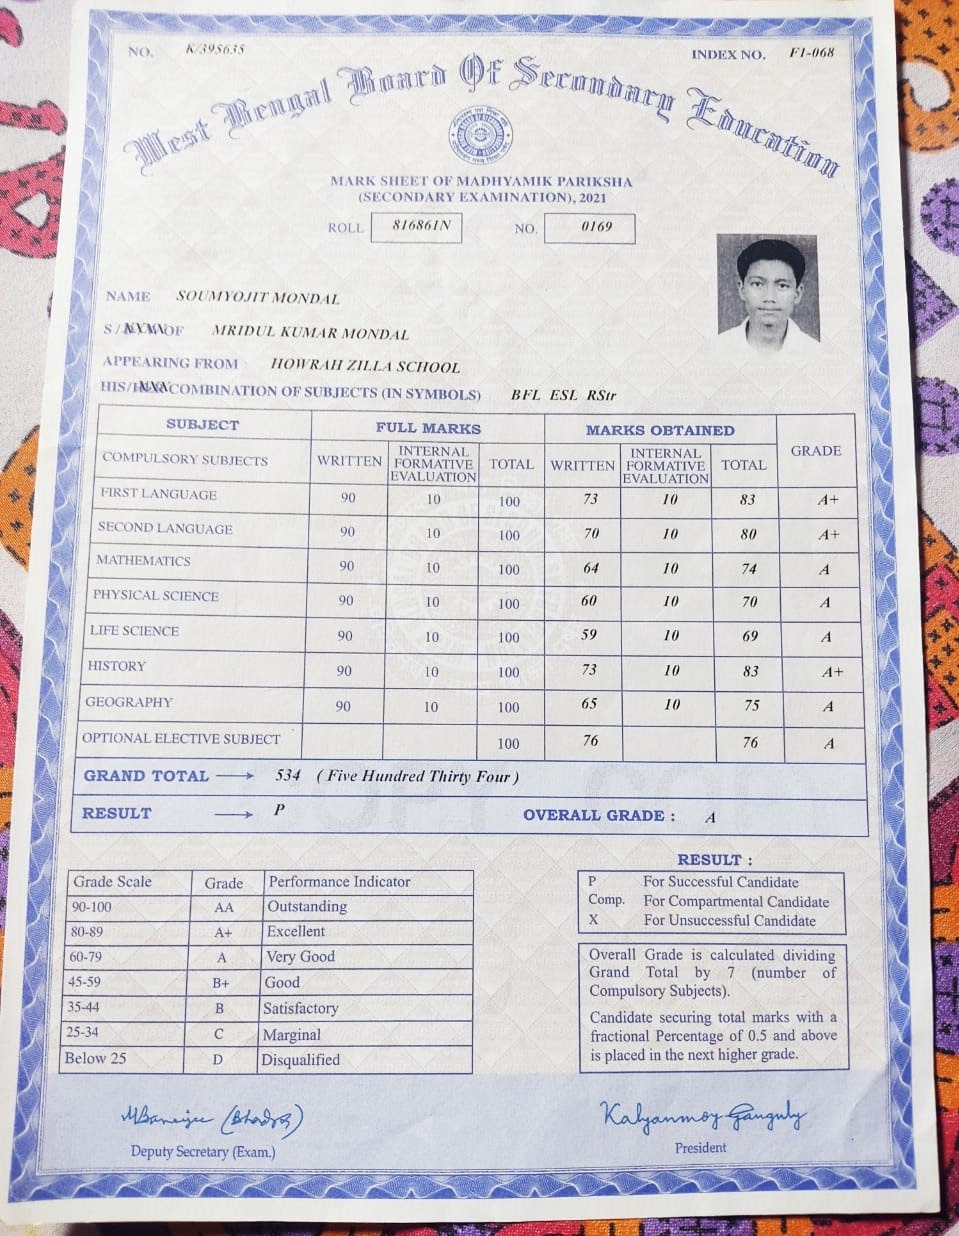 NO. K/395635 INDEX NO. F1-068
West Bengal Board Of Secondary Education
MARK SHEET OF MADHYAMIK PARIKSHA
(SECONDARY EXAMINATION), 2021
ROLL 816861N NO. 0169
NAME SOUMYOJIT MONDAL
S / OF MRIDUL KUMAR MONDAL
APPEARING FROM HOWRAH ZILLA SCHOOL
HIS/ COMBINATION OF SUBJECTS (IN SYMBOLS) BFL ESL RStr
SUBJECT FULL MARKS MARKS OBTAINED GRADE
COMPULSORY SUBJECTS WRITTEN INTERNAL FORMATIVE EVALUATION TOTAL WRITTEN INTERNAL FORMATIVE EVALUATION TOTAL
FIRST LANGUAGE 90 10 100 73 10 83 A+
SECOND LANGUAGE 90 10 100 70 10 80 A+
MATHEMATICS 90 10 100 64 10 74 A
PHYSICAL SCIENCE 90 10 100 60 10 70 A
LIFE SCIENCE 90 10 100 59 10 69 A
HISTORY 90 10 100 73 10 83 A+
GEOGRAPHY 90 10 100 65 10 75 A
OPTIONAL ELECTIVE SUBJECT 100 76 76 A
GRAND TOTAL 534 ( Five Hundred Thirty Four )
RESULT P OVERALL GRADE : A
Grade Scale Grade Performance Indicator
90-100 AA Outstanding
80-89 A+ Excellent
60-79 A Very Good
45-59 B+ Good
35-44 B Satisfactory
25-34 C Marginal
Below 25 D Disqualified
RESULT :
P For Successful Candidate
Comp. For Compartmental Candidate
X For Unsuccessful Candidate
Overall Grade is calculated dividing
Grand Total by 7 (number of
Compulsory Subjects).
Candidate securing total marks with a
fractional Percentage of 0.5 and above
is placed in the next higher grade.
Kalyanmoy Ganguly
Deputy Secretary (Exam.)
President